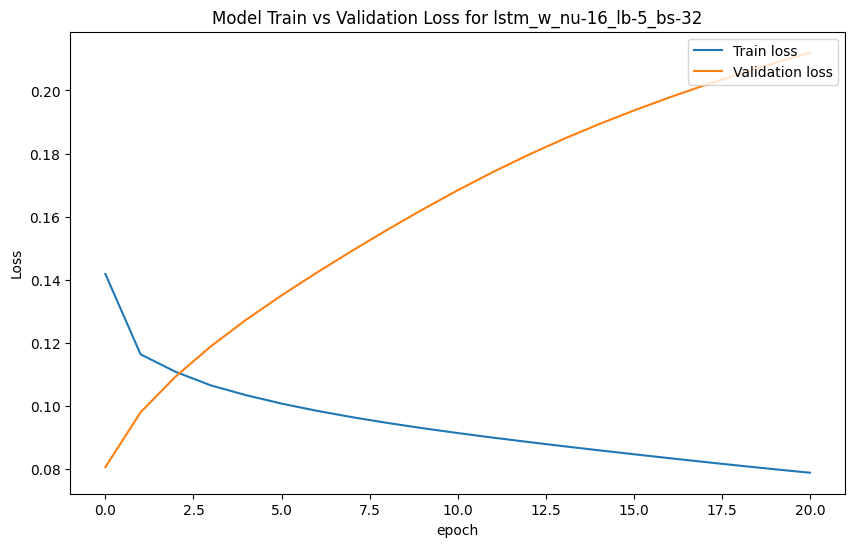 Model Train vs Validation Loss for lstm_w_nu-16_lb-5_bs-32
Train loss
Validation loss
0.20
0.18
0.16
0.14
0.12
0.10
0.08
Loss
0.0 2.5 5.0 7.5 10.0 12.5 15.0 17.5 20.0
epoch